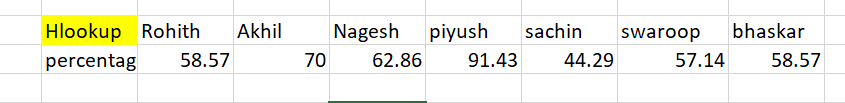 Hlookup Rohith Akhil Nagesh piyush sachin swaroop bhaskar
percentag 58.57 70 62.86 91.43 44.29 57.14 58.57